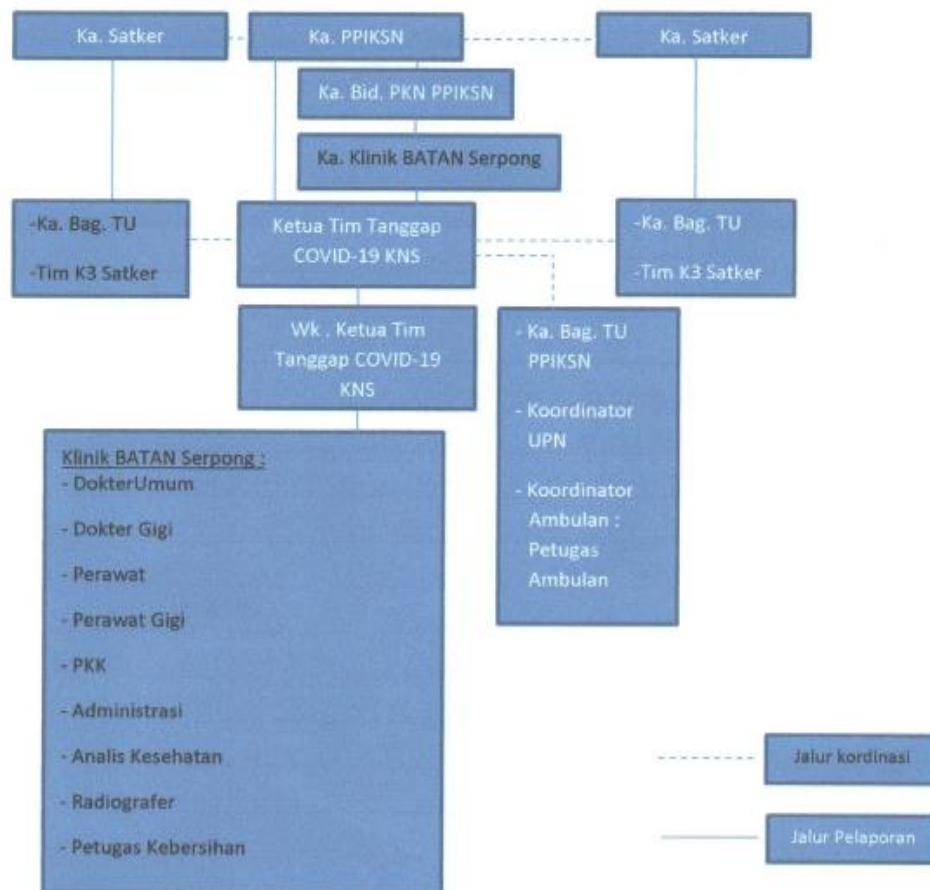 Ka. Satker
Ka. PPIKSN
Ka. Satker
Ka. Bid. PKN PPIKSN
Ka. Klinik BATAN Serpong
-Ka. Bag. TU
-Tim K3 Satker
Ketua Tim Tanggap
COVID-19 KNS
-Ka. Bag. TU
-Tim K3 Satker
Wk . Ketua Tim
Tanggap COVID-19
KNS
- Ka. Bag. TU
PPIKSN
- Koordinator
UPN
- Koordinator
Ambulan :
Petugas
Ambulan
Klinik BATAN Serpong :
- DokterUmum
- Dokter Gigi
- Perawat
- Perawat Gigi
- PKK
- Administrasi
- Analis Kesehatan
- Radiografer
- Petugas Kebersihan
Jalur kordinasi
Jalur Pelaporan